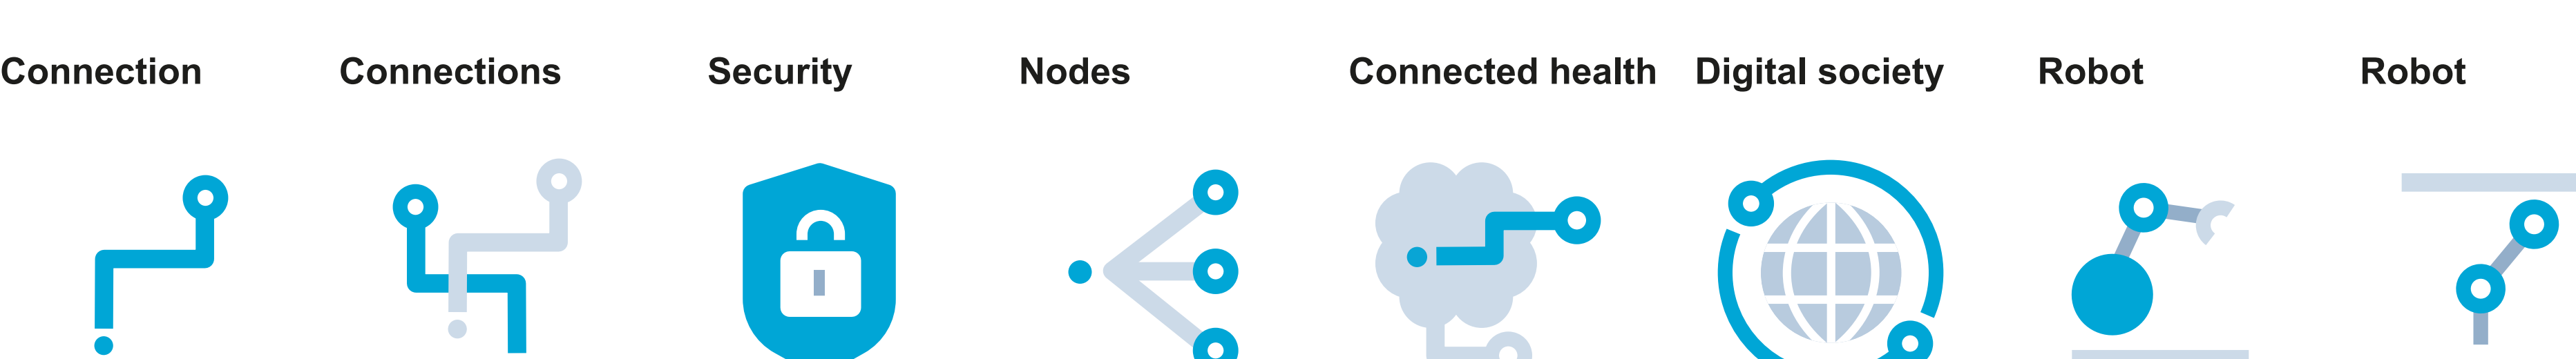 Connection
Connections
Security
Nodes
Connected health
Digital society
Robot
Robot